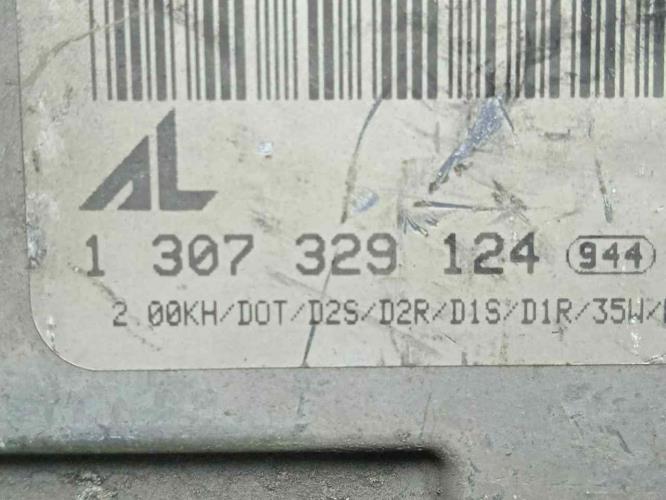 AL
1 307 329 124 944
2.00KH/DOT/D2S/D2R/D1S/D1R/35W/